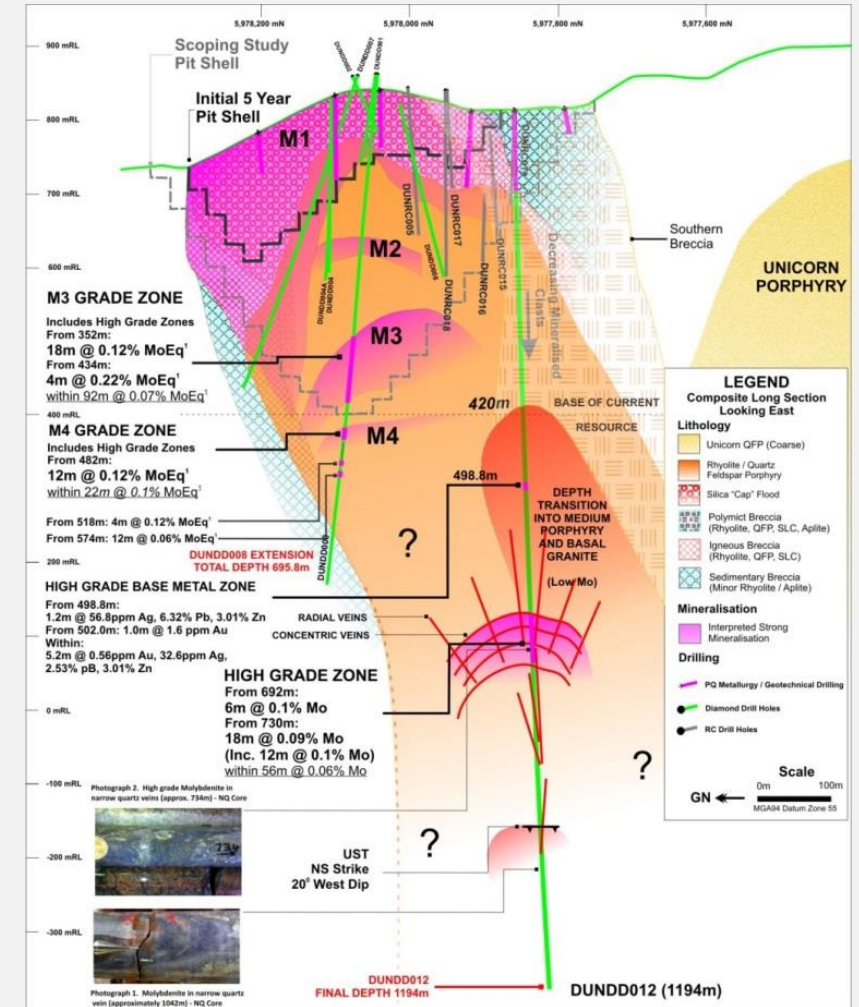 5,978,200 mN
5,978,000 mN
5,977,800 mN
5,977,600 mN
900 mRL
800 mRL
700 mRL
600 mRL
400 mRL
200 mRL
0 mRL
-100 mRL
-200 mRL
-300 mRL
Scoping Study
Pit Shell
Initial 5 Year
Pit Shell
DUNDD002
DUNDD007
DUNDD001
M1
M2
M3
M4
DUNRC005
DUNRC017
DUNRC018
DUNRC016
DUNRC015
DUNDD004A
DUNDD004
Decreasing Mineralised
Clasts
Southern
Breccia
UNICORN
PORPHYRY
M3 GRADE ZONE
Includes High Grade Zones
From 352m:
18m @ 0.12% MoEq¹
From 434m:
4m @ 0.22% MoEq¹
within 92m @ 0.07% MoEq¹
420m
BASE OF CURRENT
RESOURCE
M4 GRADE ZONE
Includes High Grade Zones
From 482m:
12m @ 0.12% MoEq¹
within 22m @ 0.1% MoEq¹
From 518m: 4m @ 0.12% MoEq¹
From 574m: 12m @ 0.06% MoEq¹
DUNDD008 EXTENSION
TOTAL DEPTH 695.8m
498.8m
DEPTH
TRANSITION
INTO MEDIUM
PORPHYRY
AND BASAL
GRANITE
(Low Mo)
?
HIGH GRADE BASE METAL ZONE
From 498.8m:
1.2m @ 56.8ppm Ag, 6.32% Pb, 3.01% Zn
From 502.0m: 1.0m @ 1.6 ppm Au
Within:
5.2m @ 0.56ppm Au, 32.6ppm Ag,
2.53% pB, 3.01% Zn
RADIAL VEINS
CONCENTRIC VEINS
HIGH GRADE ZONE
From 692m:
6m @ 0.1% Mo
From 730m:
18m @ 0.09% Mo
(Inc. 12m @ 0.1% Mo)
within 56m @ 0.06% Mo
?
?
Photograph 2. High grade Molybdenite in
narrow quartz veins (approx. 734m) - NQ Core
734
UST
NS Strike
20° West Dip
Photograph 1. Molybdenite in narrow quartz
vein (approximately 1042m) - NQ Core
DUNDD012
FINAL DEPTH 1194m
DUNDD012 (1194m)
LEGEND
Composite Long Section
Looking East
Lithology
Unicorn QFP (Coarse)
Rhyolite / Quartz
Feldspar Porphyry
Silica "Cap" Flood
Polymict Breccia
(Rhyolite, QFP, SLC, Aplite)
Igneous Breccia
(Rhyolite, QFP, SLC)
Sedimentary Breccia
(Minor Rhyolite / Aplite)
Mineralisation
Interpreted Strong
Mineralisation
Drilling
PQ Metallurgy / Geotechnical Drilling
Diamond Drill Holes
RC Drill Holes
Scale
0m 100m
GN
MGA94 Datum Zone 55